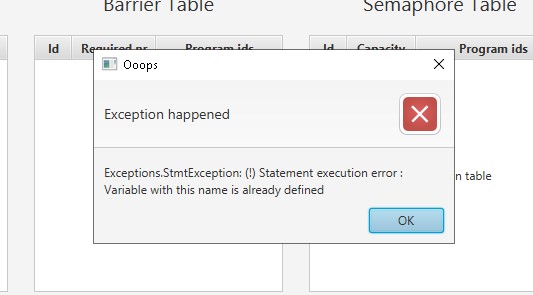 Barrier Table
Semaphore Table
Id Required nr Program ids
Id Capacity Program ids
Ooops
Exception happened
Exceptions.StmtException: (!) Statement execution error :
Variable with this name is already defined
n table
OK